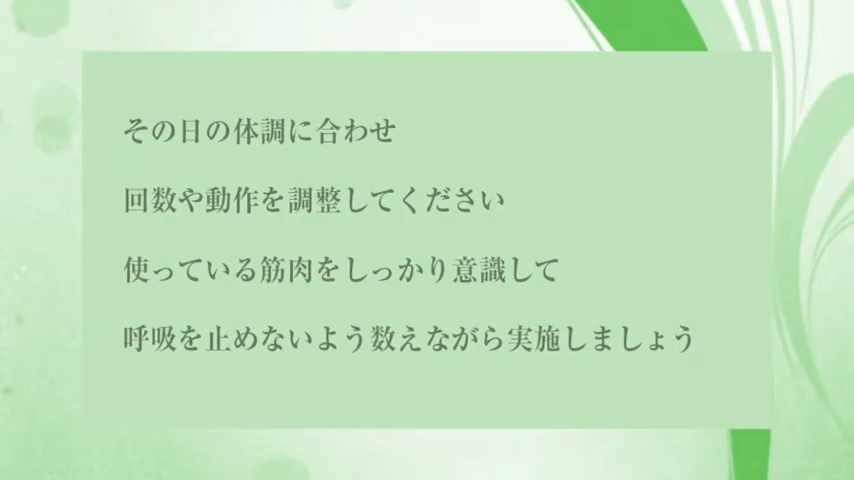 その日の体調に合わせ
回数や動作を調整してください
使っている筋肉をしっかり意識して
呼吸を止めないよう数えながら実施しましょう